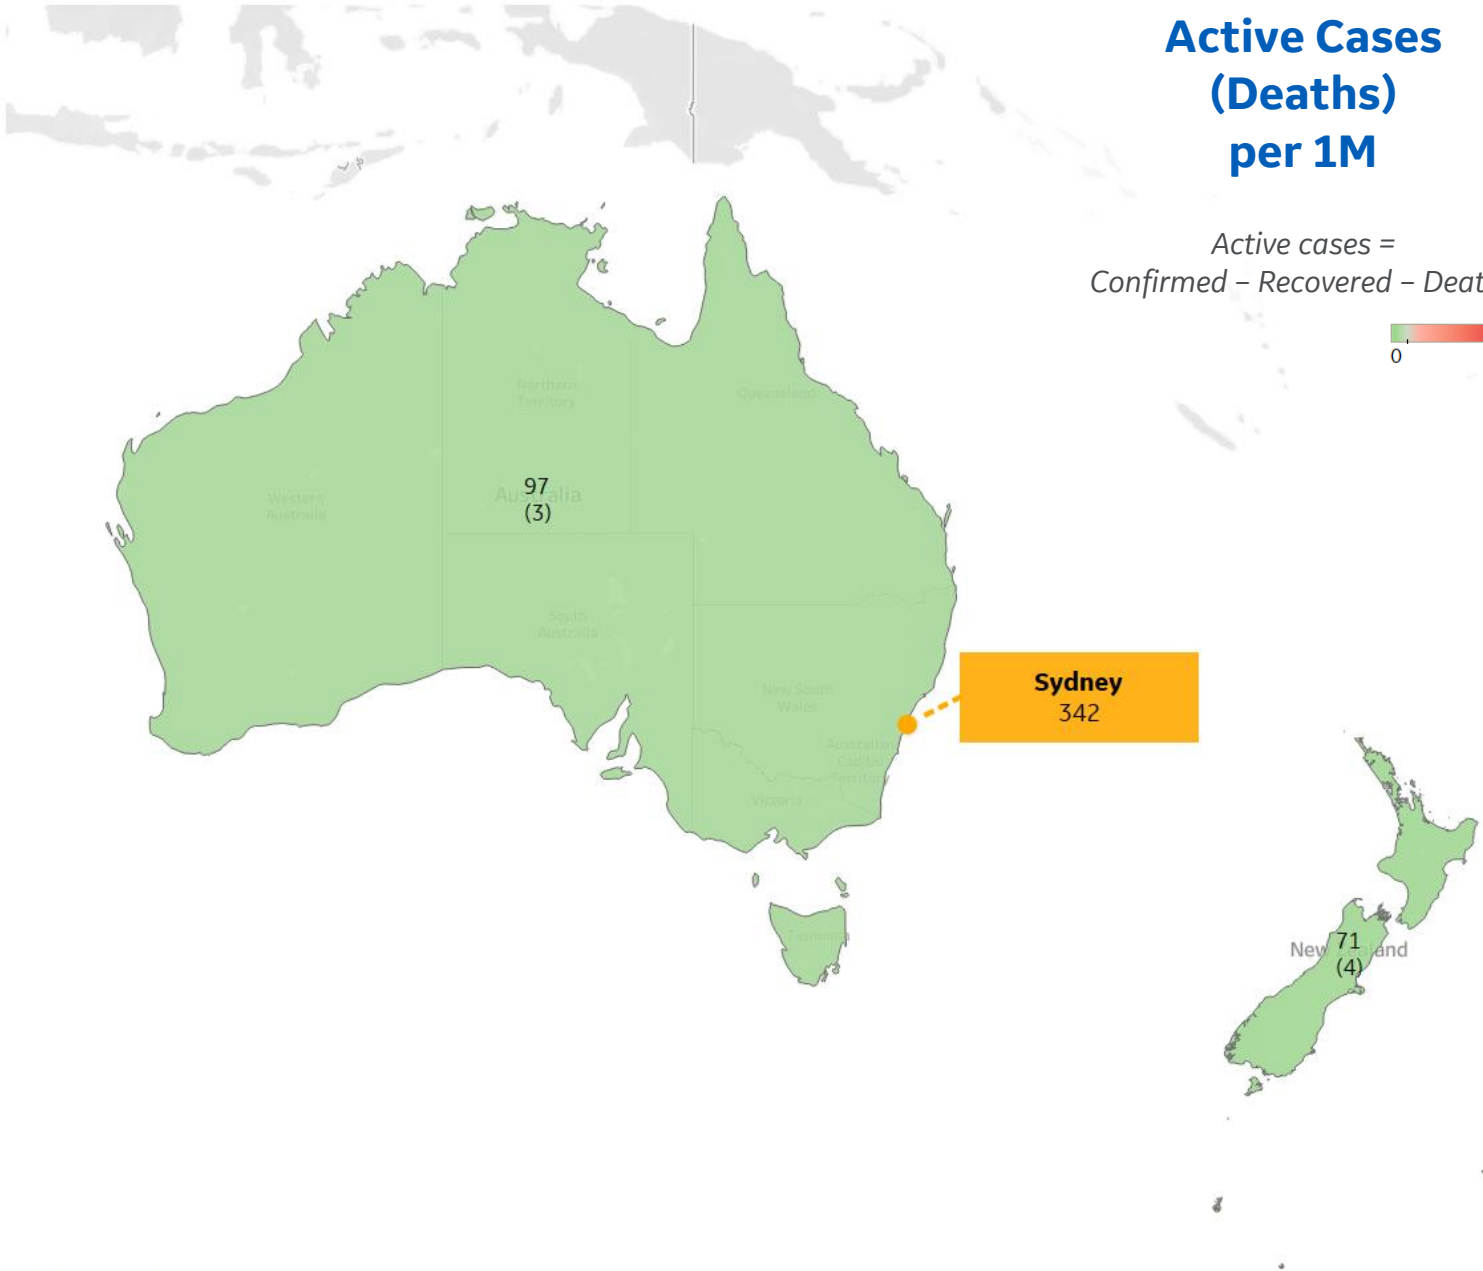 Active Cases
(Deaths)
per 1M
Active cases =
Confirmed – Recovered – Deat
0
Northern
Territory
Queensland
Western
Australia
97
Australia
(3)
South
Australia
New South
Wales
Sydney
342
Australian
Capital
Territory
Victoria
Tasmania
71
New Zealand
(4)